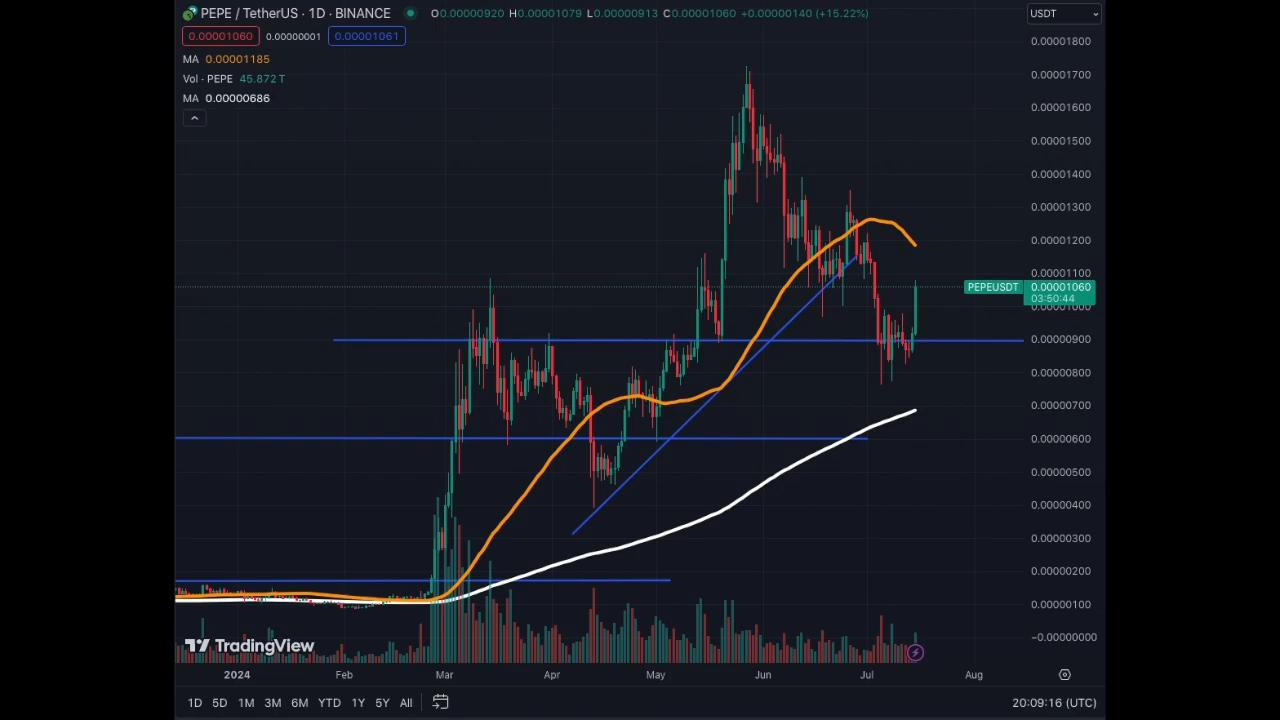 PEPE / TetherUS · 1D · BINANCE O0.00000920 H0.00001079 L0.00000913 C0.00001060 +0.00000140 (+15.22%) USDT
0.00001060 0.00000001 0.00001061
MA 0.00001185
Vol · PEPE 45.872 T
MA 0.00000686
0.00001800
0.00001700
0.00001600
0.00001500
0.00001400
0.00001300
0.00001200
0.00001100
PEPEUSDT 0.00001060
03:50:44
0.00001000
0.00000900
0.00000800
0.00000700
0.00000600
0.00000500
0.00000400
0.00000300
0.00000200
0.00000100
−0.00000000
TradingView
2024 Feb Mar Apr May Jun Jul Aug
1D 5D 1M 3M 6M YTD 1Y 5Y All 20:09:16 (UTC)